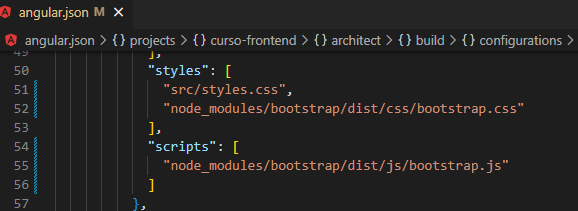 angular.json M ×
angular.json > {} projects > {} curso-frontend > {} architect > {} build > {} configurations >
49 ],
50 "styles": [
51 "src/styles.css",
52 "node_modules/bootstrap/dist/css/bootstrap.css"
53 ],
54 "scripts": [
55 "node_modules/bootstrap/dist/js/bootstrap.js"
56 ]
57 },